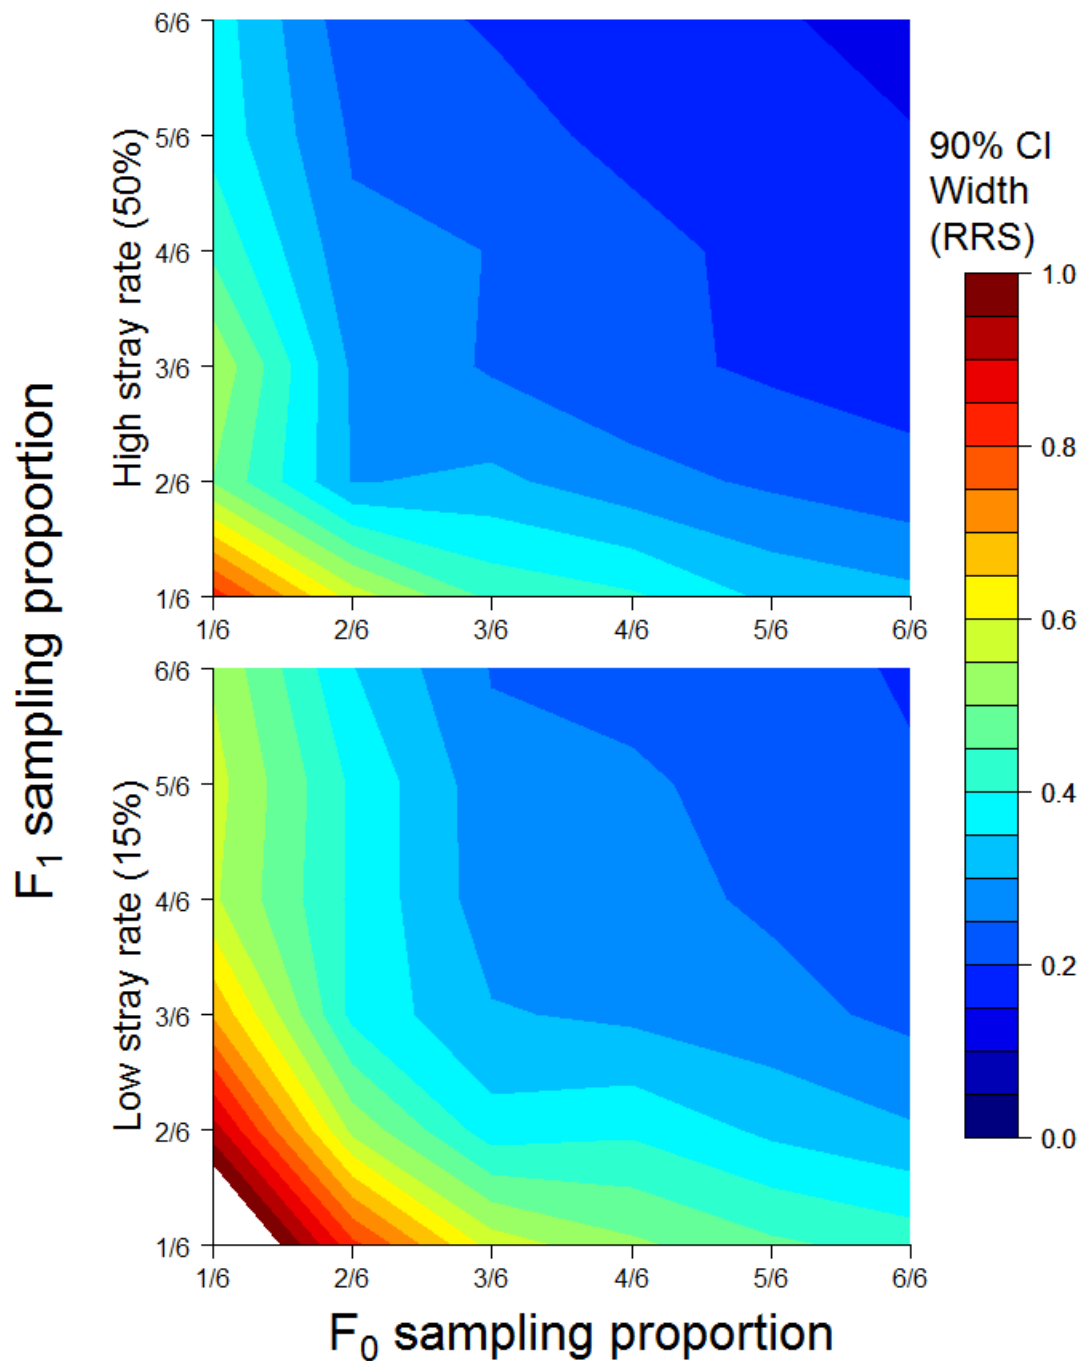 F1 sampling proportion
High stray rate (50%)
6/6
5/6
4/6
3/6
2/6
1/6
1/6 2/6 3/6 4/6 5/6 6/6
90% CI
Width
(RRS)
1.0
0.8
0.6
0.4
0.2
0.0
Low stray rate (15%)
6/6
5/6
4/6
3/6
2/6
1/6
1/6 2/6 3/6 4/6 5/6 6/6
F0 sampling proportion